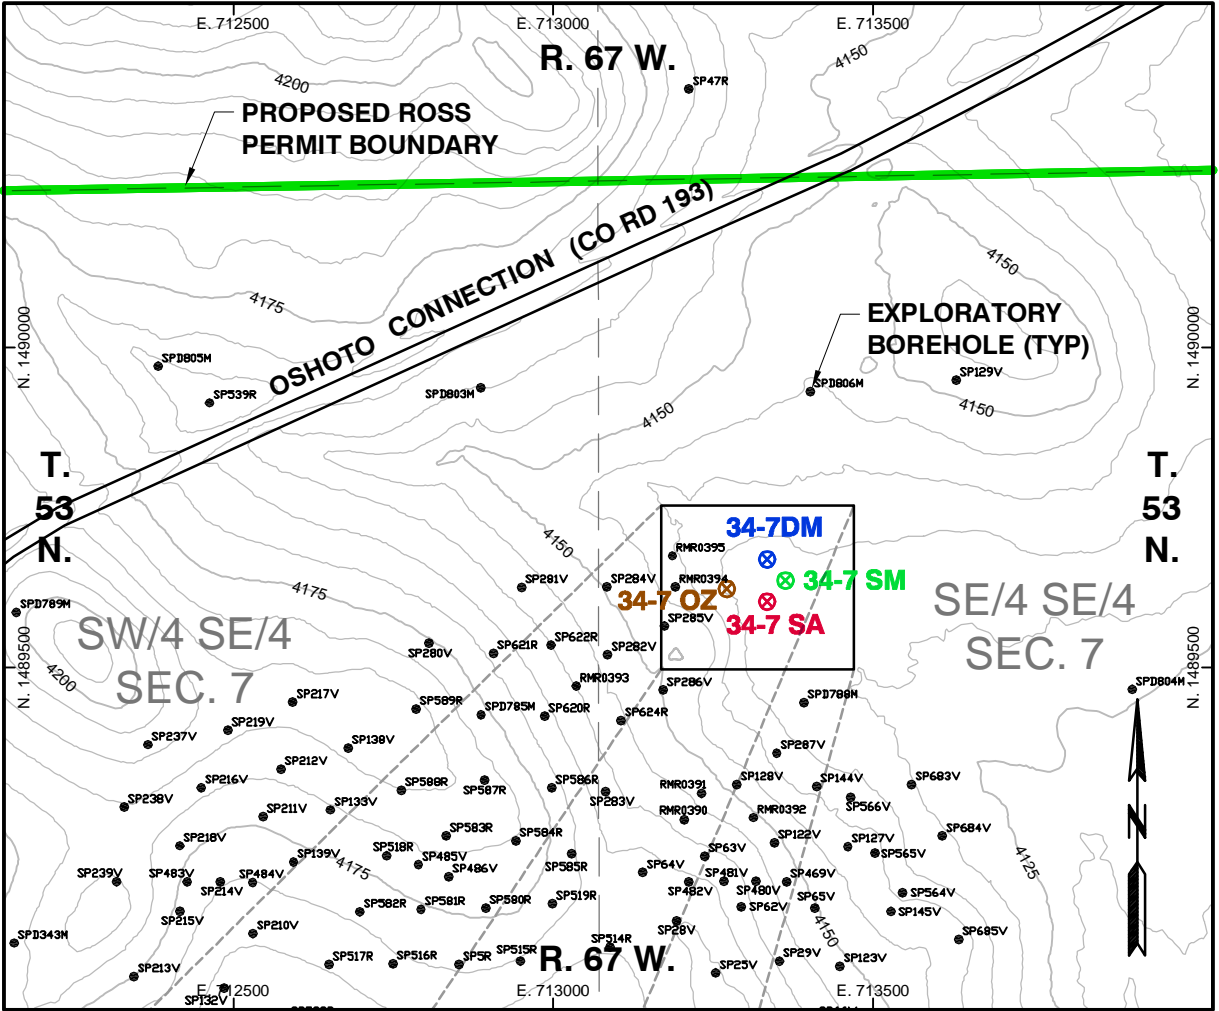 E. 712500
E. 713000
E. 713500
R. 67 W.
4150
4200
SP47R
PROPOSED ROSS
PERMIT BOUNDARY
OSHOTO CONNECTION (CO RD 193)
4150
4175
EXPLORATORY
BOREHOLE (TYP)
N. 1490000
N. 1490000
SPD805M
SP539R
SPD803M
SPD806M
SP129V
4150
4150
T.
53
N.
T.
53
N.
34-7DM
4150
RMR0395
34-7 SM
4175
SP281V
SP284V
RMR0394
34-7 OZ
34-7 SA
SPD789M
SP285V
SW/4 SE/4
SEC. 7
SE/4 SE/4
SEC. 7
SP280V
SP621R
SP622R
SP282V
N. 1489500
N. 1489500
4200
RMR0393
SP286V
SPD788M
SPD804M
SP217V
SP589R
SPD785M
SP620R
SP624R
SP219V
SP237V
SP138V
SP287V
SP212V
SP216V
SP588R
SP587R
SP586R
SP283V
RMR0391
SP128V
SP144V
SP683V
SP566V
SP238V
SP211V
SP133V
RMR0390
RMR0392
N
SP218V
SP583R
SP584R
SP122V
SP127V
SP684V
SP139V
SP518R
SP485V
SP585R
SP63V
SP565V
4125
4175
SP239V
SP483V
SP214V
SP484V
SP486V
SP64V
SP482V
SP481V
SP480V
SP469V
SP564V
SP215V
SP582R
SP581R
SP580R
SP519R
SP62V
SP65V
SP145V
SP210V
SP28V
4150
SP685V
SPD343M
SP514R
SP517R
SP516R
SP5R
SP515R
R. 67 W.
SP29V
SP123V
SP213V
SP25V
SP132V
E. 712500
E. 713000
E. 713500